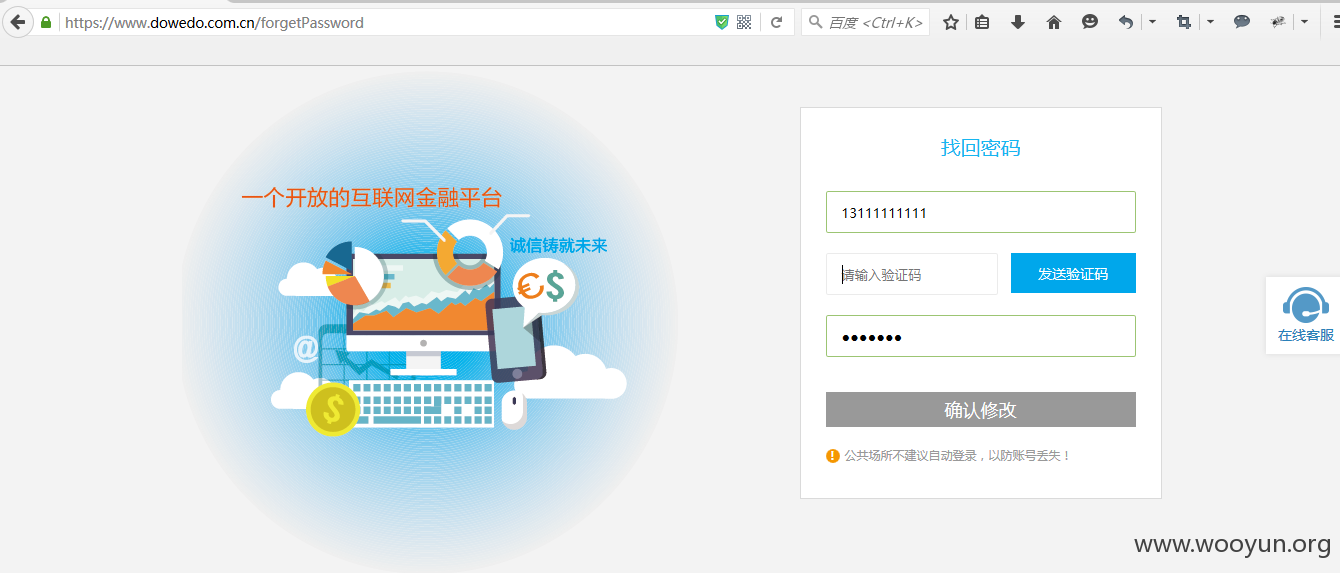 https://www.dowedo.com.cn/forgetPassword
百度 <Ctrl+K>
找回密码
一个开放的互联网金融平台
13111111111
诚信铸就未来
€$
请输入验证码
发送验证码
在线客服
@
•••••••
$
确认修改
公共场所不建议自动登录，以防账号丢失！
www.wooyun.org